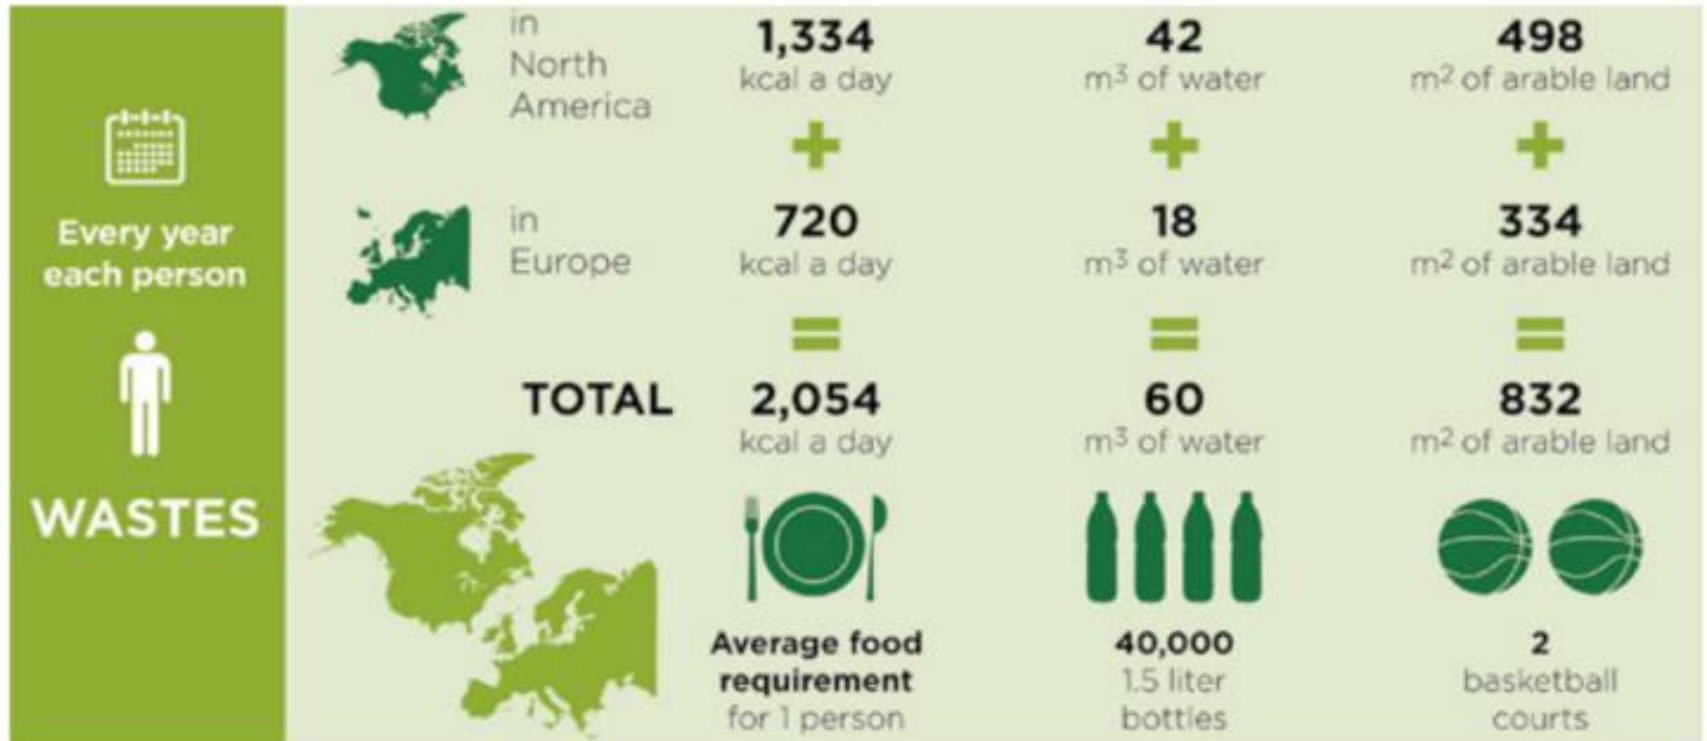 Every year
each person
WASTES
in
North
America
1,334
kcal a day
42
m³ of water
498
m² of arable land
+
+
+
in
Europe
720
kcal a day
18
m³ of water
334
m² of arable land
=
=
=
TOTAL
2,054
kcal a day
60
m³ of water
832
m² of arable land
Average food
requirement
for 1 person
40,000
1.5 liter
bottles
2
basketball
courts